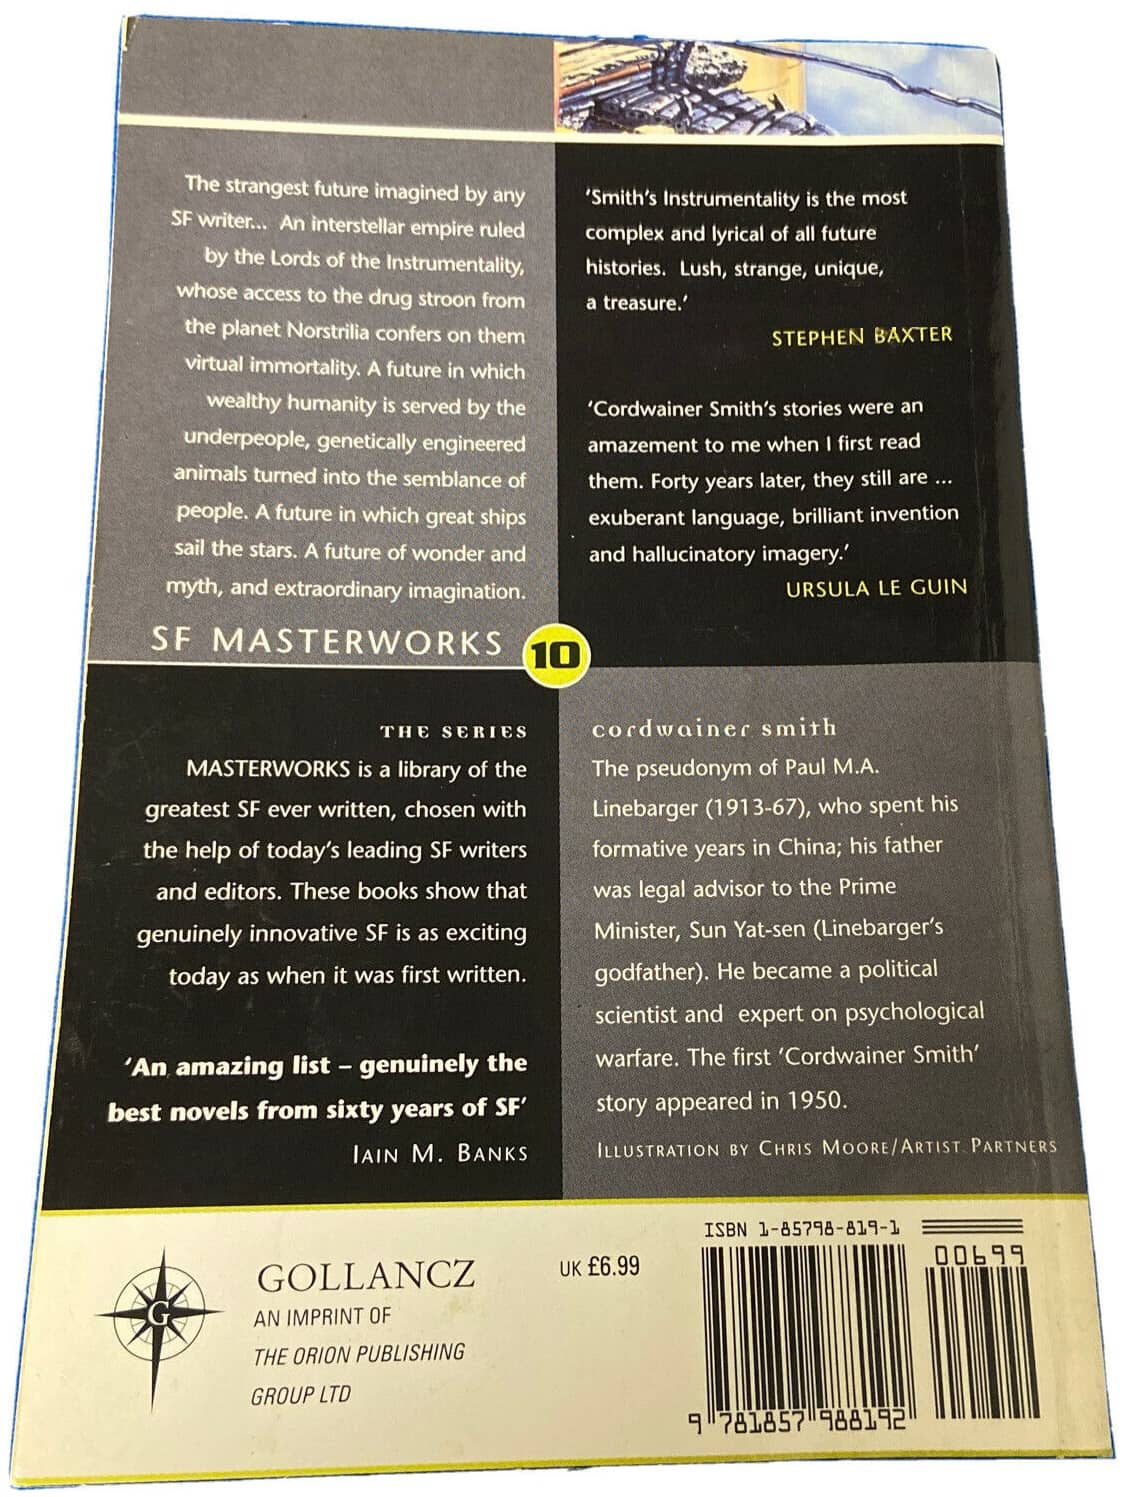 The strangest future imagined by any
SF writer... An interstellar empire ruled
by the Lords of the Instrumentality,
whose access to the drug stroon from
the planet Norstrilia confers on them
virtual immortality. A future in which
wealthy humanity is served by the
underpeople, genetically engineered
animals turned into the semblance of
people. A future in which great ships
sail the stars. A future of wonder and
myth, and extraordinary imagination.
SF MASTERWORKS 10
'Smith's Instrumentality is the most
complex and lyrical of all future
histories. Lush, strange, unique,
a treasure.'
STEPHEN BAXTER
'Cordwainer Smith's stories were an
amazement to me when I first read
them. Forty years later, they still are ...
exuberant language, brilliant invention
and hallucinatory imagery.'
URSULA LE GUIN
THE SERIES
MASTERWORKS is a library of the
greatest SF ever written, chosen with
the help of today's leading SF writers
and editors. These books show that
genuinely innovative SF is as exciting
today as when it was first written.
'An amazing list – genuinely the
best novels from sixty years of SF'
IAIN M. BANKS
cordwainer smith
The pseudonym of Paul M.A.
Linebarger (1913-67), who spent his
formative years in China; his father
was legal advisor to the Prime
Minister, Sun Yat-sen (Linebarger's
godfather). He became a political
scientist and expert on psychological
warfare. The first 'Cordwainer Smith'
story appeared in 1950.
ILLUSTRATION BY CHRIS MOORE/ARTIST PARTNERS
G
GOLLANCZ
AN IMPRINT OF
THE ORION PUBLISHING
GROUP LTD
UK £6.99
ISBN 1-85798-819-1
00699
9 781857 988192